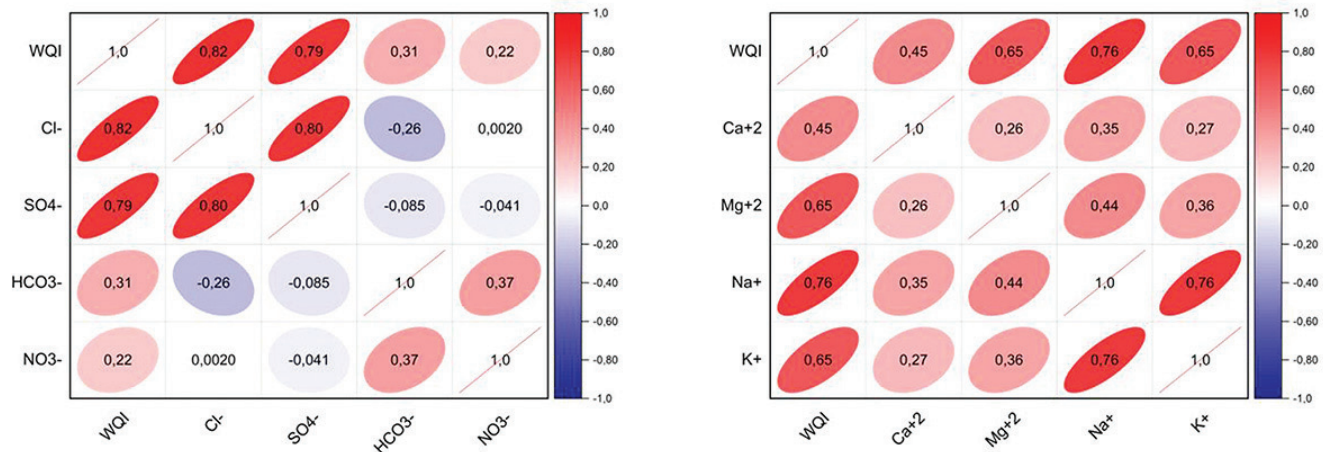 WQI 1,0 0,82 0,79 0,31 0,22
Cl- 0,82 1,0 0,80 -0,26 0,0020
SO4- 0,79 0,80 1,0 -0,085 -0,041
HCO3- 0,31 -0,26 -0,085 1,0 0,37
NO3- 0,22 0,0020 -0,041 0,37 1,0
WQI Cl- SO4- HCO3- NO3-
1,0
0,80
0,60
0,40
0,20
0,0
-0,20
-0,40
-0,60
-0,80
-1,0
WQI 1,0 0,45 0,65 0,76 0,65
Ca+2 0,45 1,0 0,26 0,35 0,27
Mg+2 0,65 0,26 1,0 0,44 0,36
Na+ 0,76 0,35 0,44 1,0 0,76
K+ 0,65 0,27 0,36 0,76 1,0
WQI Ca+2 Mg+2 Na+ K+
1,0
0,80
0,60
0,40
0,20
0,0
-0,20
-0,40
-0,60
-0,80
-1,0